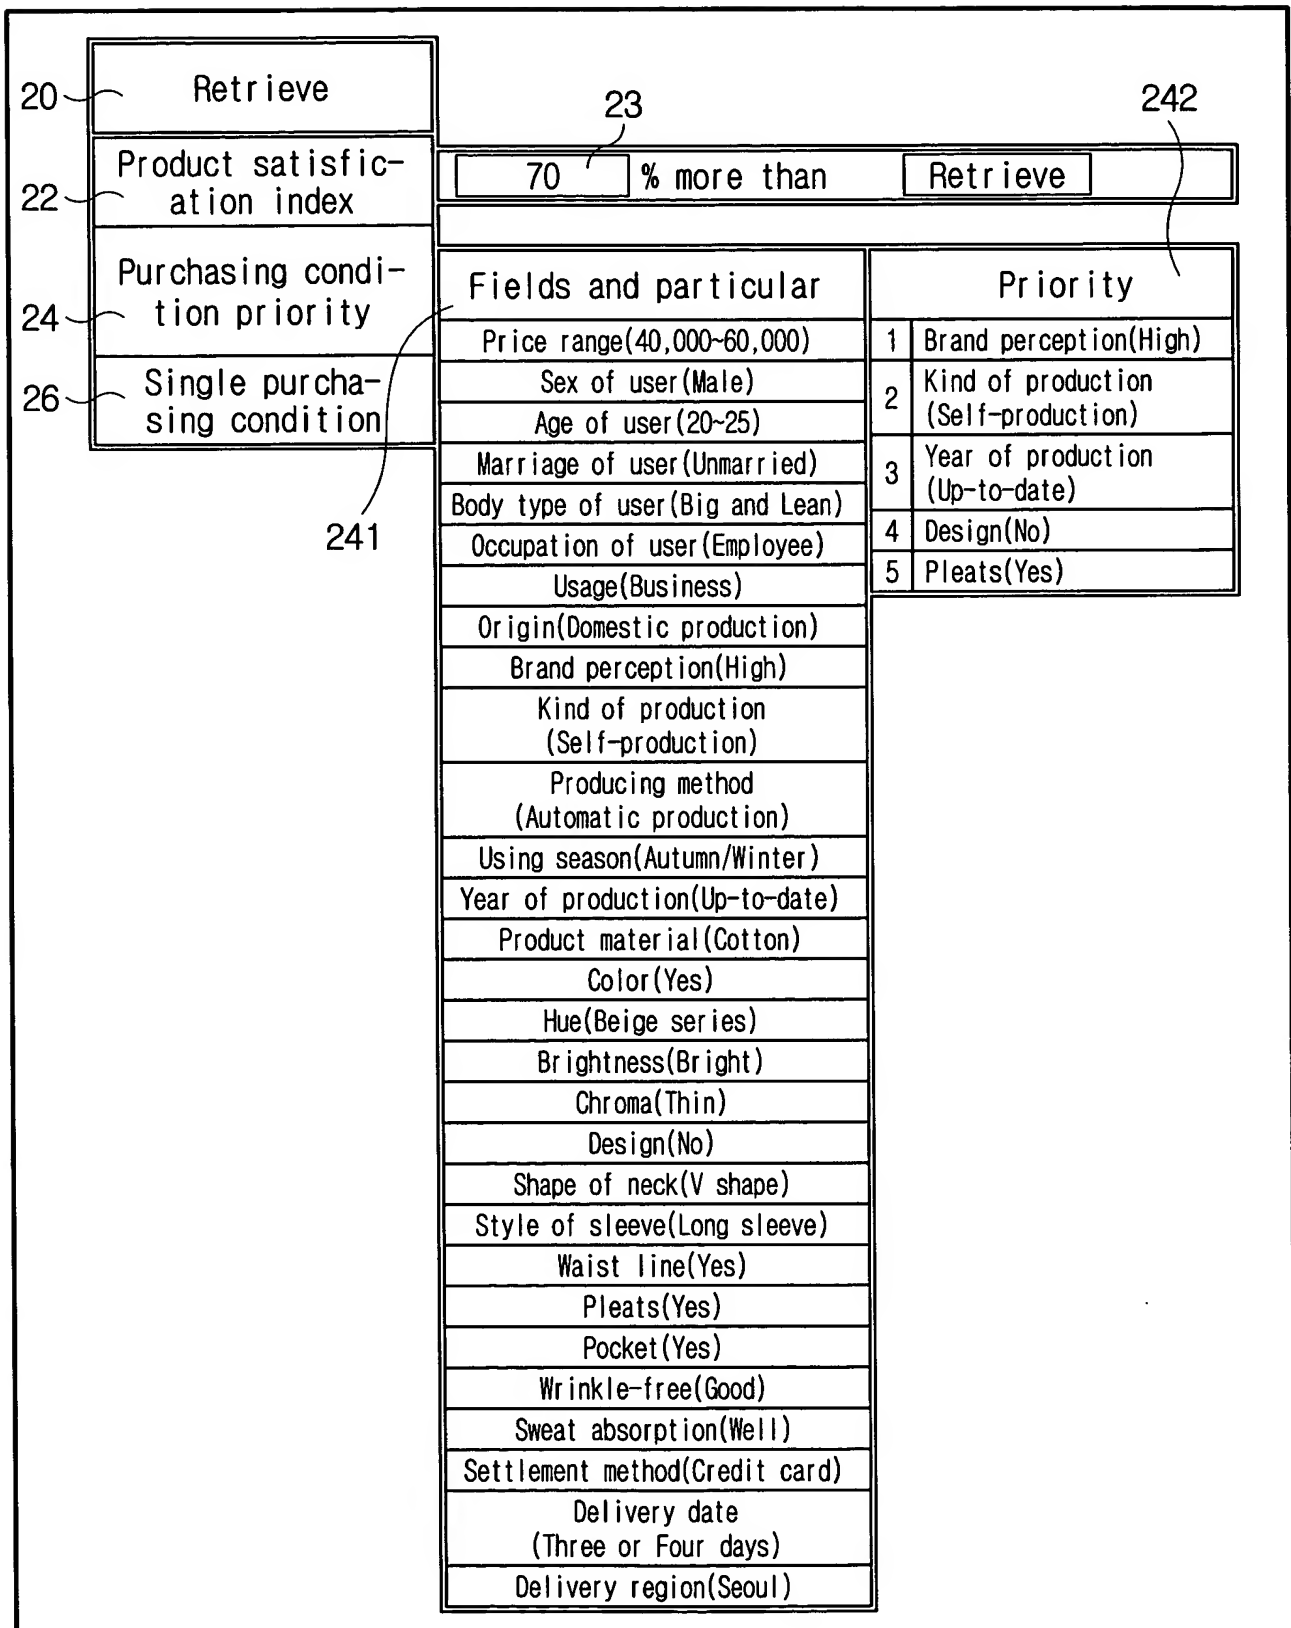 20
Retrieve
23
242
22
Product satisfic-
ation index
70 % more than Retrieve
24
Purchasing condi-
tion priority
26
Single purcha-
sing condition
241
Fields and particular
Price range(40,000~60,000)
Sex of user(Male)
Age of user(20~25)
Marriage of user(Unmarried)
Body type of user(Big and Lean)
Occupation of user(Employee)
Usage(Business)
Origin(Domestic production)
Brand perception(High)
Kind of production
(Self-production)
Producing method
(Automatic production)
Using season(Autumn/Winter)
Year of production(Up-to-date)
Product material(Cotton)
Color(Yes)
Hue(Beige series)
Brightness(Bright)
Chroma(Thin)
Design(No)
Shape of neck(V shape)
Style of sleeve(Long sleeve)
Waist line(Yes)
Pleats(Yes)
Pocket(Yes)
Wrinkle-free(Good)
Sweat absorption(Well)
Settlement method(Credit card)
Delivery date
(Three or Four days)
Delivery region(Seoul)
Priority
1 Brand perception(High)
2 Kind of production
(Self-production)
3 Year of production
(Up-to-date)
4 Design(No)
5 Pleats(Yes)